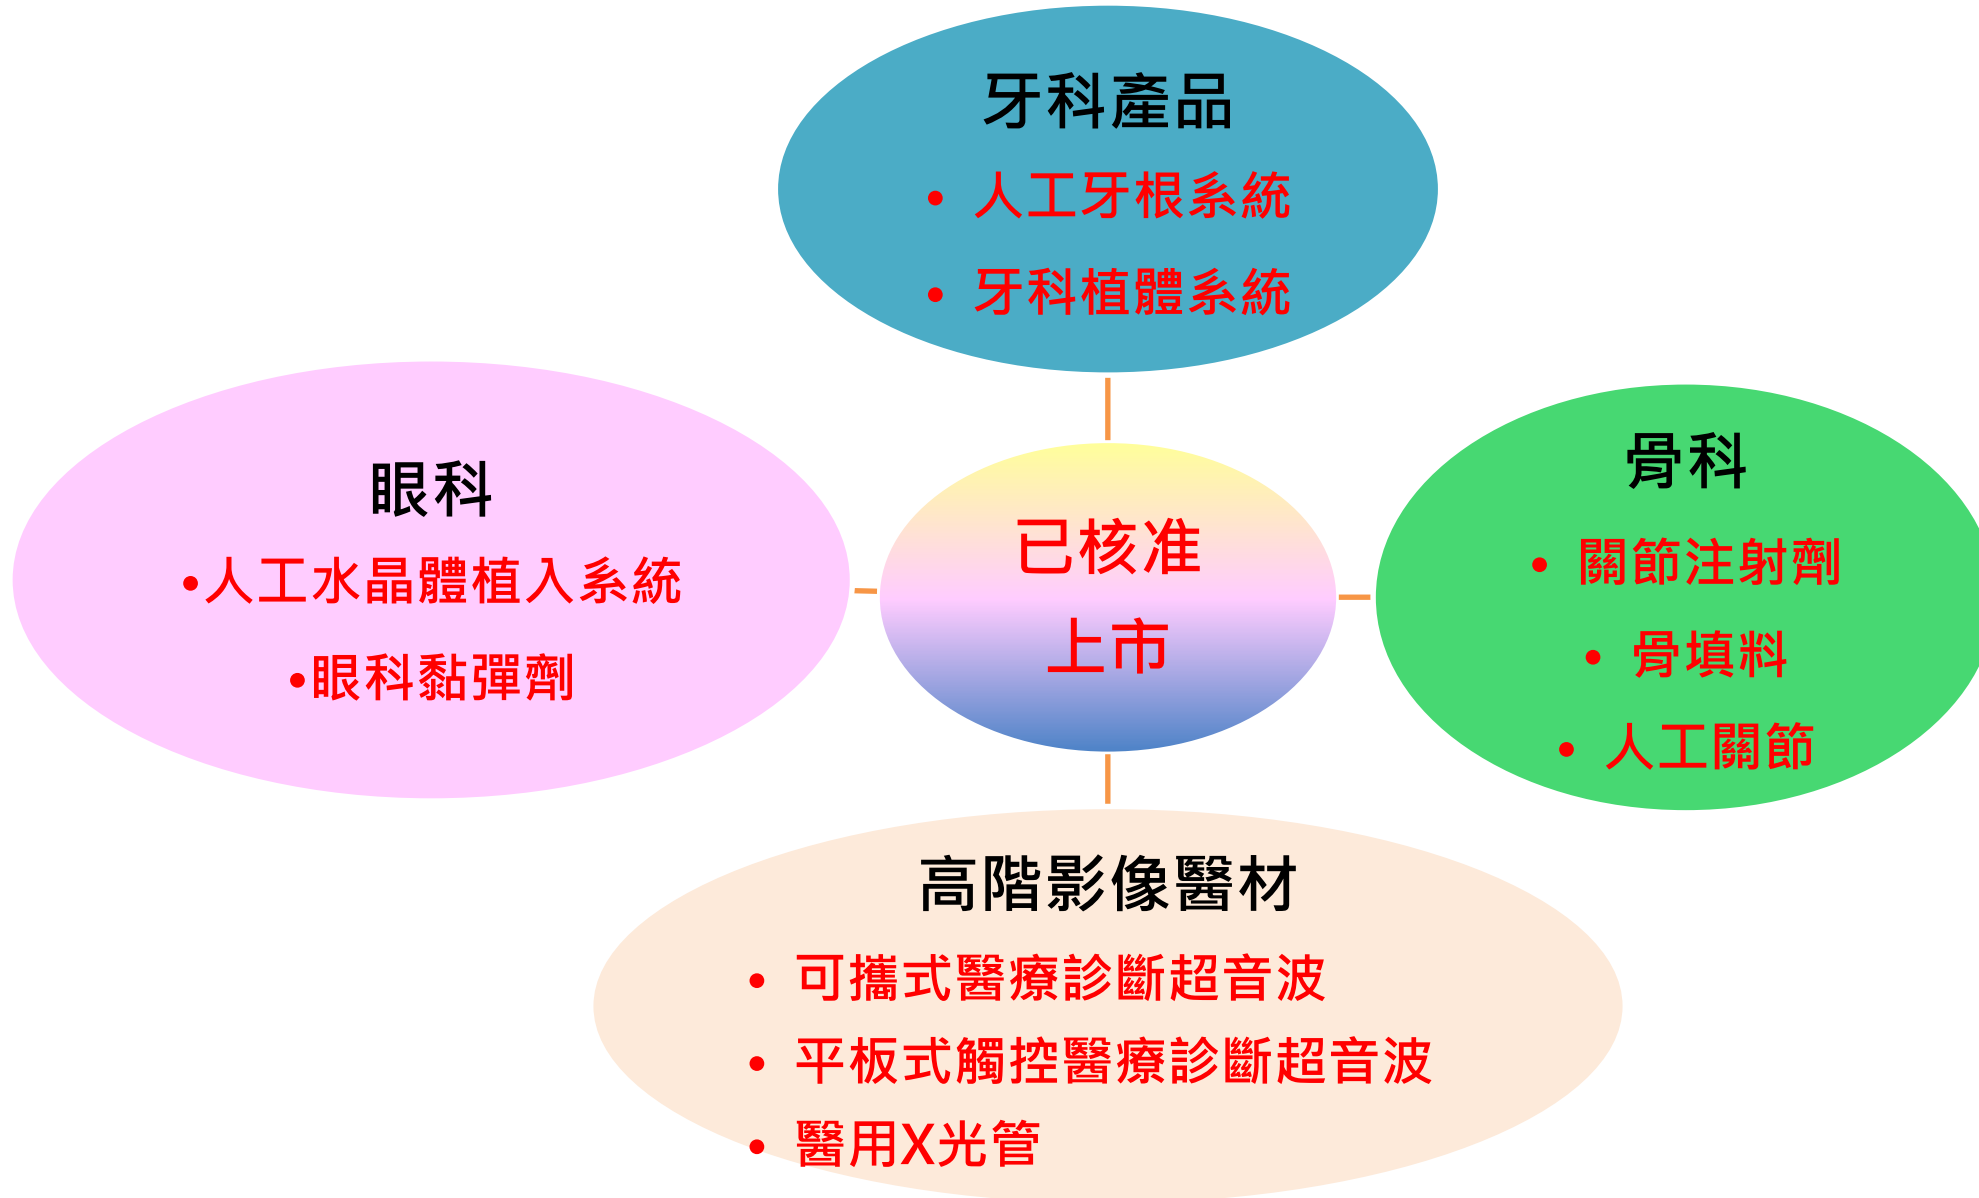 牙科產品
• 人工牙根系統
• 牙科植體系統
眼科
•人工水晶體植入系統
•眼科黏彈劑
已核准
上市
骨科
• 關節注射劑
• 骨填料
• 人工關節
高階影像醫材
• 可攜式醫療診斷超音波
• 平板式觸控醫療診斷超音波
• 醫用X光管